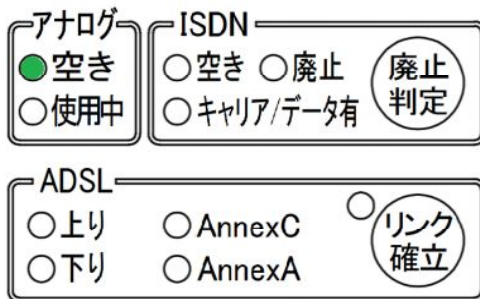 アナログ
空き
使用中
ISDN
空き 廃止
キャリア/データ有
廃止
判定
ADSL
上り
下り
AnnexC
AnnexA
リンク
確立